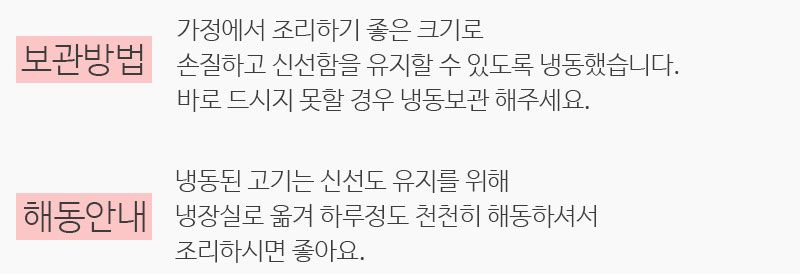 보관방법
가정에서 조리하기 좋은 크기로
손질하고 신선함을 유지할 수 있도록 냉동했습니다.
바로 드시지 못할 경우 냉동보관 해주세요.
해동안내
냉동된 고기는 신선도 유지를 위해
냉장실로 옮겨 하루정도 천천히 해동하셔서
조리하시면 좋아요.